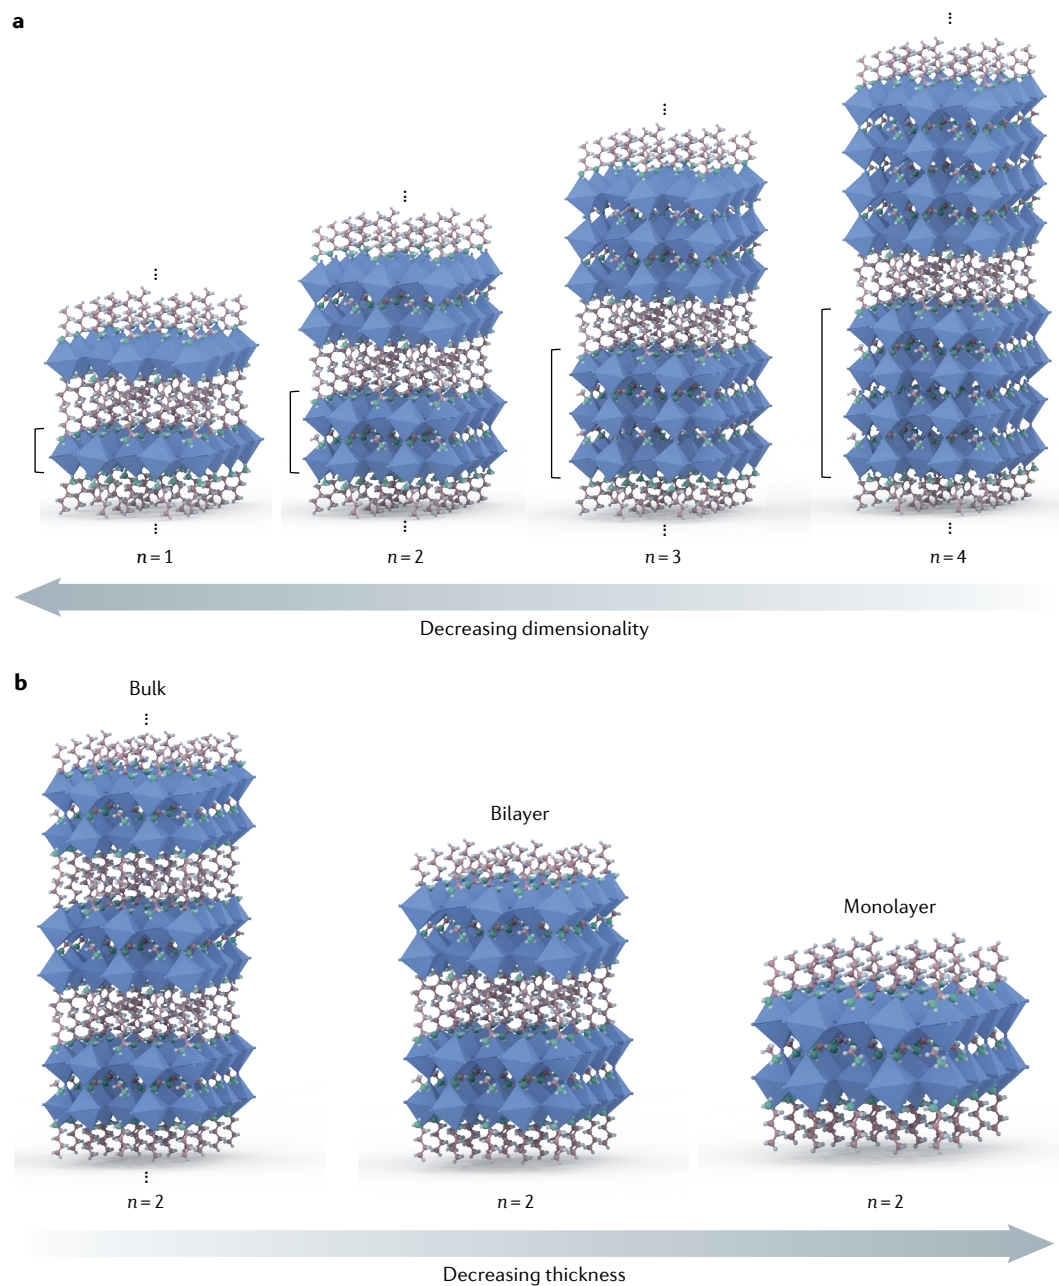 a
n = 1
n = 2
n = 3
n = 4
Decreasing dimensionality
b
Bulk
Bilayer
Monolayer
n = 2
n = 2
n = 2
Decreasing thickness